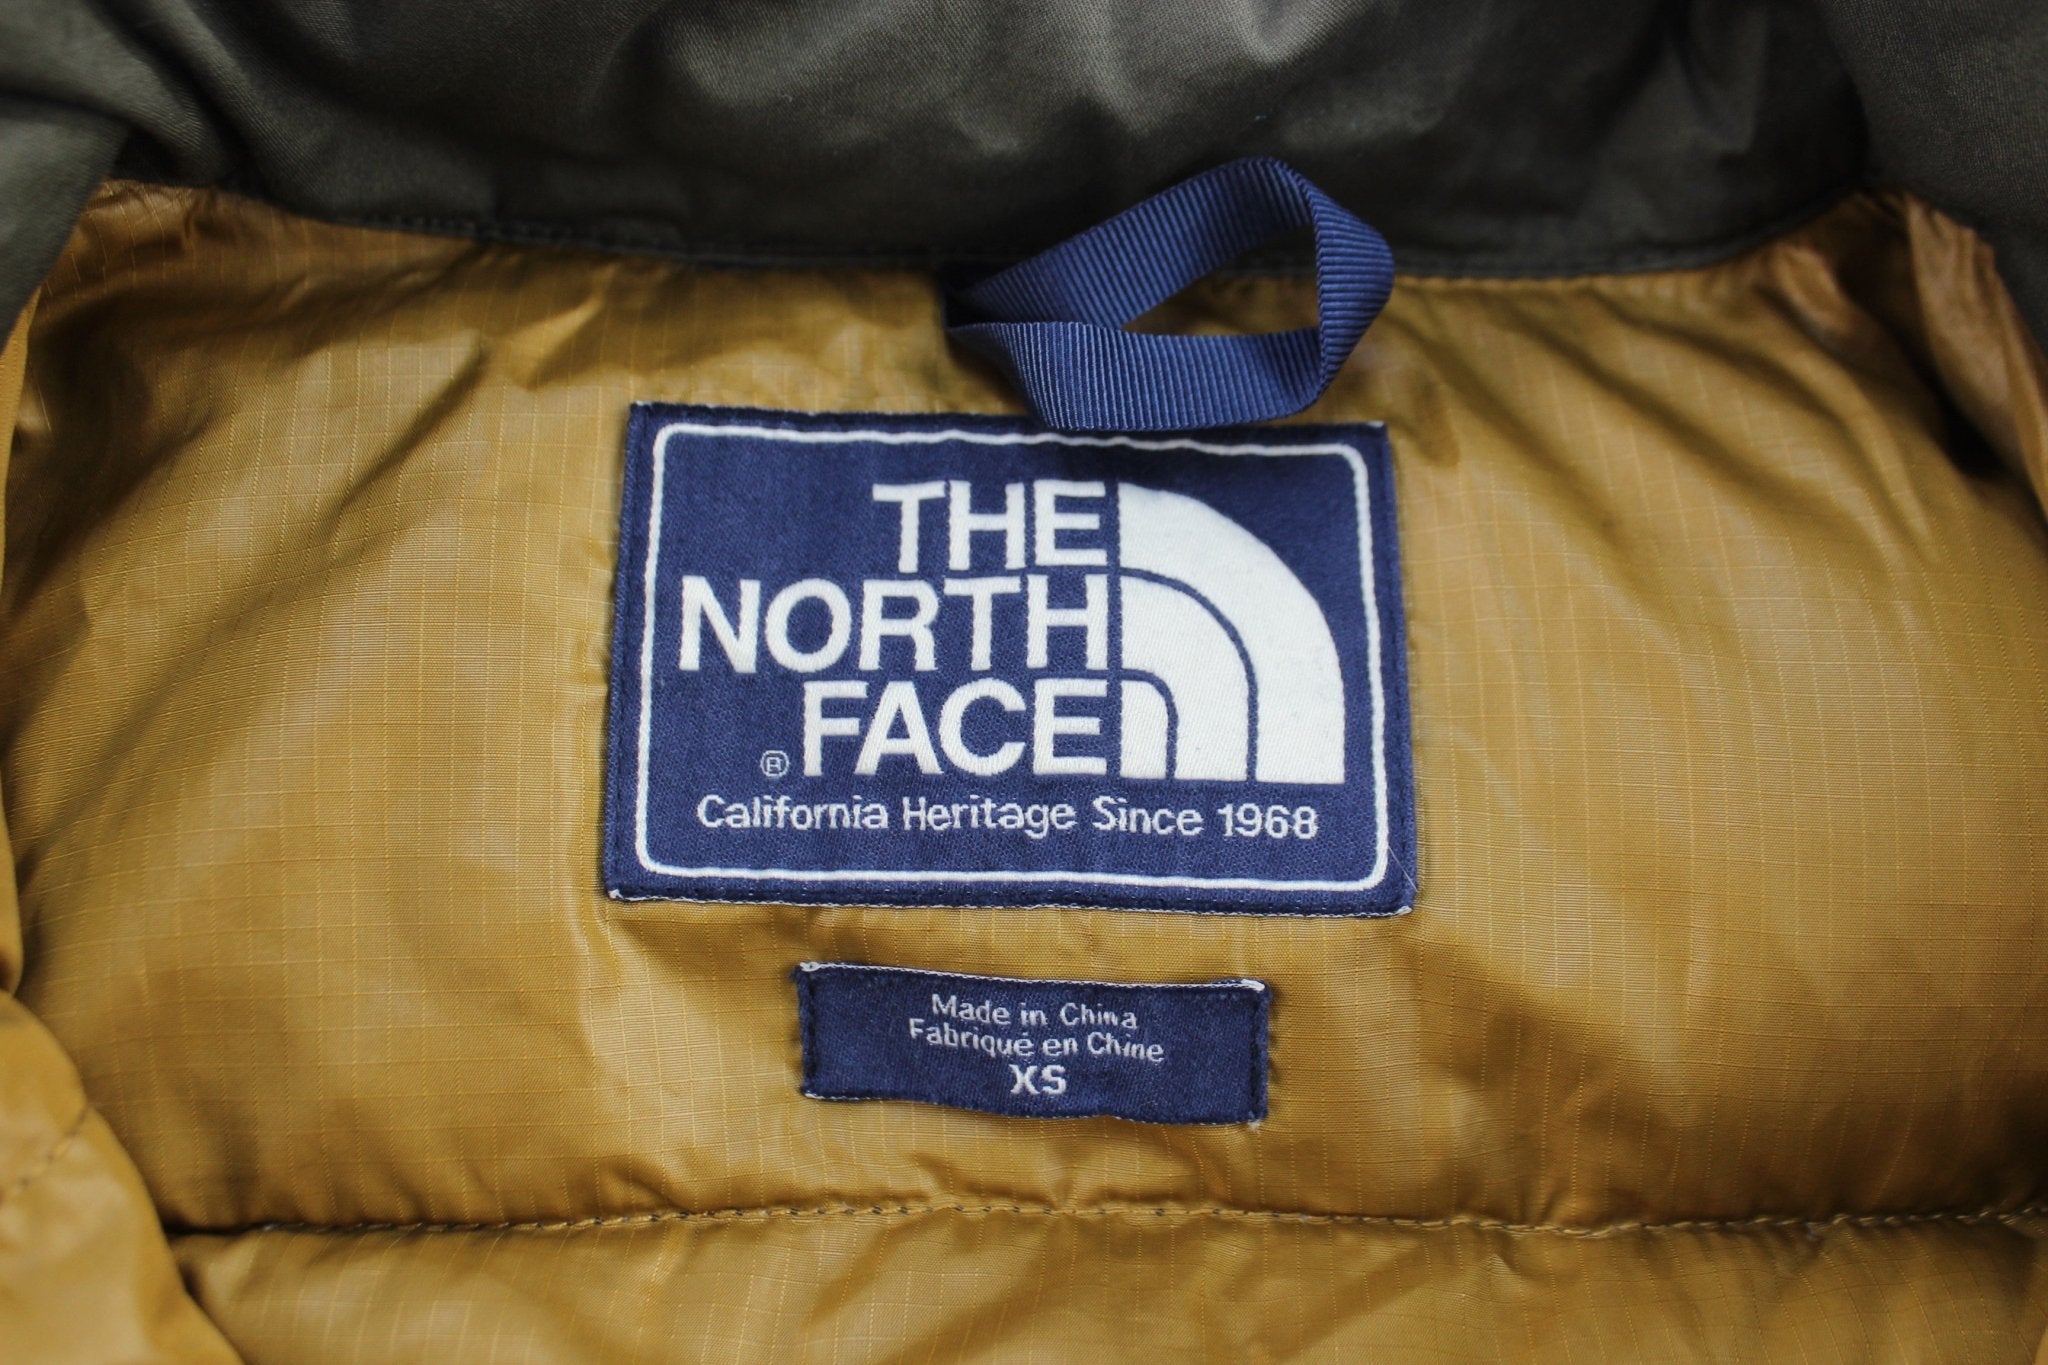 THE
NORTH
® FACE
California Heritage Since 1968
Made in China
Fabriqué en Chine
XS